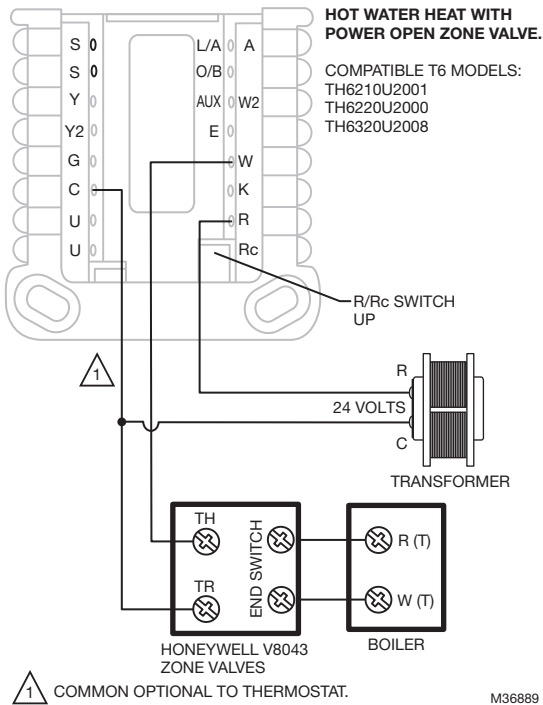 HOT WATER HEAT WITH
POWER OPEN ZONE VALVE.
COMPATIBLE T6 MODELS:
TH6210U2001
TH6220U2000
TH6320U2008
S L/A A
S O/B
Y AUX W2
Y2 E
G W
C K
U R
U Rc
R/Rc SWITCH
UP
1
R
24 VOLTS
C
TRANSFORMER
TH
TR
END SWITCH
R (T)
W (T)
HONEYWELL V8043
ZONE VALVES
BOILER
1 COMMON OPTIONAL TO THERMOSTAT.
M36889